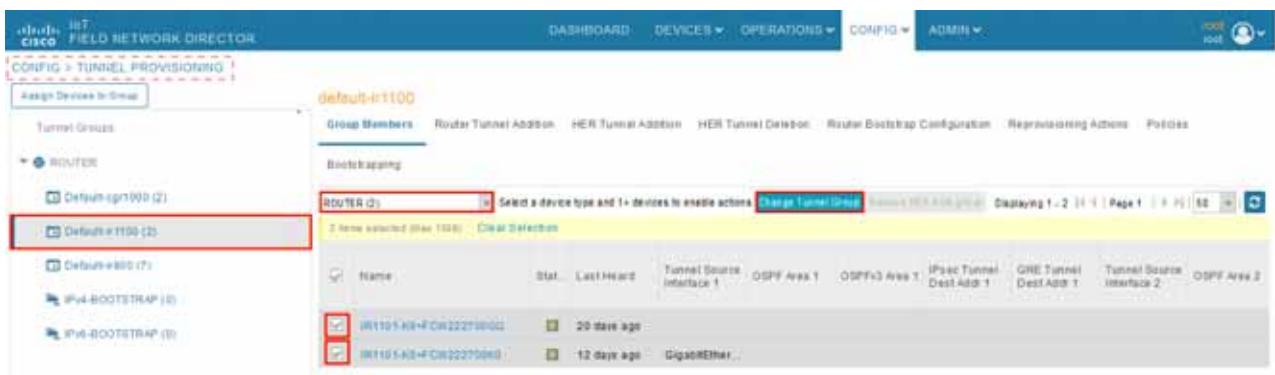 cisco IoT FIELD NETWORK DIRECTOR
DASHBOARD DEVICES OPERATIONS CONFIG ADMIN root root
CONFIG > TUNNEL PROVISIONING
Assign Devices to Group
Tunnel Groups
ROUTER
Default-cgr1000 (2)
Default-ir1100 (2)
Default-ir800 (7)
IPv4-BOOTSTRAP (0)
IPv6-BOOTSTRAP (0)
default-ir1100
Group Members Router Tunnel Addition HER Tunnel Addition HER Tunnel Deletion Router Bootstrap Configuration Reprovisioning Actions Policies
Bootstrapping
ROUTER (2) Select a device type and 1+ devices to enable actions Change Tunnel Group Displaying 1 - 2 Page 1 50
2 items selected (Max 1000) Clear Selection
Name Stat.. Last Heard Tunnel Source Interface 1 OSPF Area 1 OSPFv3 Area 1 IPsec Tunnel Dest Addr 1 GRE Tunnel Dest Addr 1 Tunnel Source Interface 2 OSPF Area 2
20 days ago
12 days ago GigabitEther...